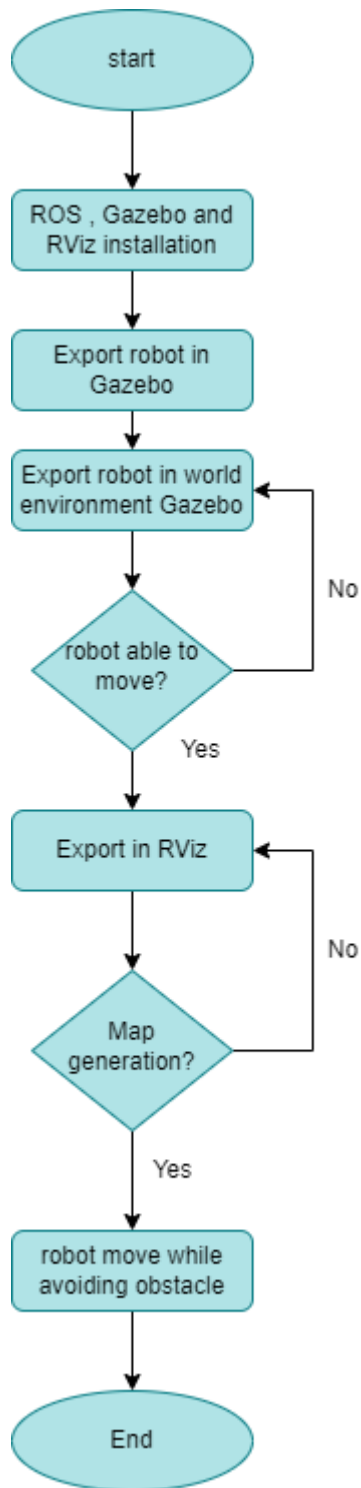 start
ROS , Gazebo and
RViz installation
Export robot in
Gazebo
Export robot in world
environment Gazebo
No
robot able to
move?
Yes
Export in RViz
No
Map
generation?
Yes
robot move while
avoiding obstacle
End